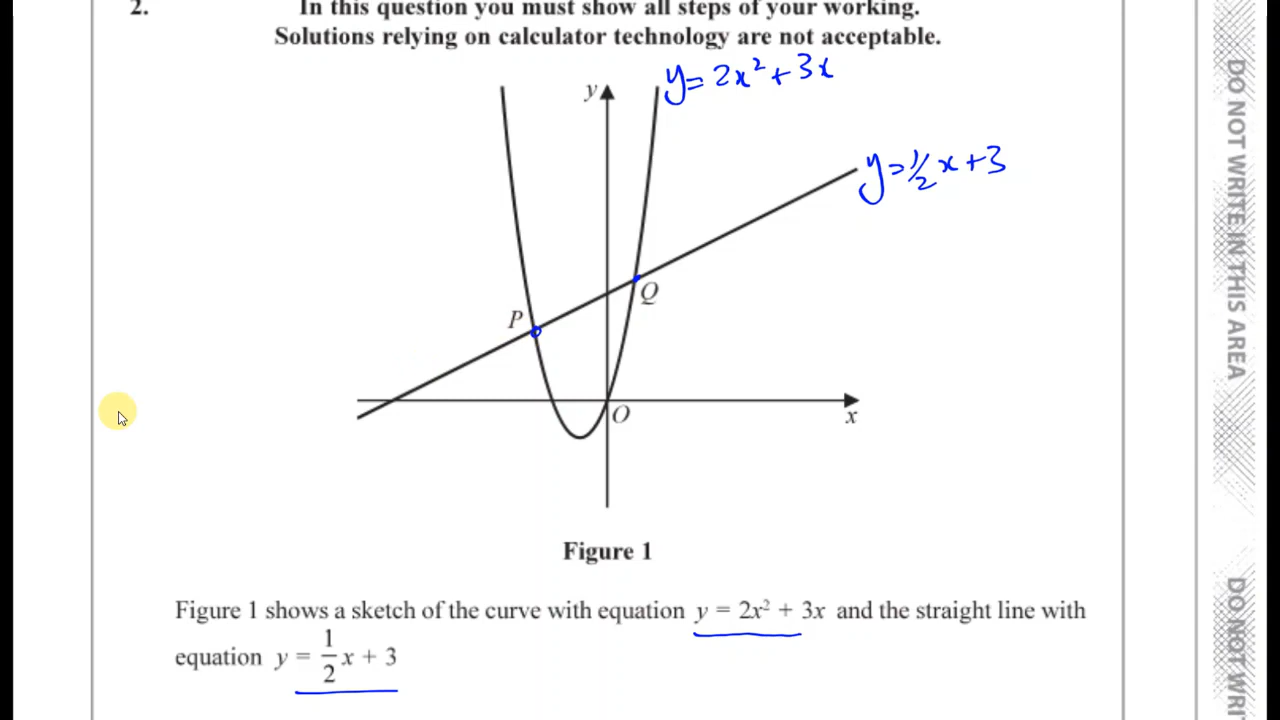 2.
In this question you must show all steps of your working.
Solutions relying on calculator technology are not acceptable.
y = 2x² + 3x
y
y = ½x + 3
P
Q
O
x
Figure 1
Figure 1 shows a sketch of the curve with equation y = 2x² + 3x and the straight line with
equation y = 1/2 x + 3
DO NOT WRITE IN THIS AREA
DO NOT WRI